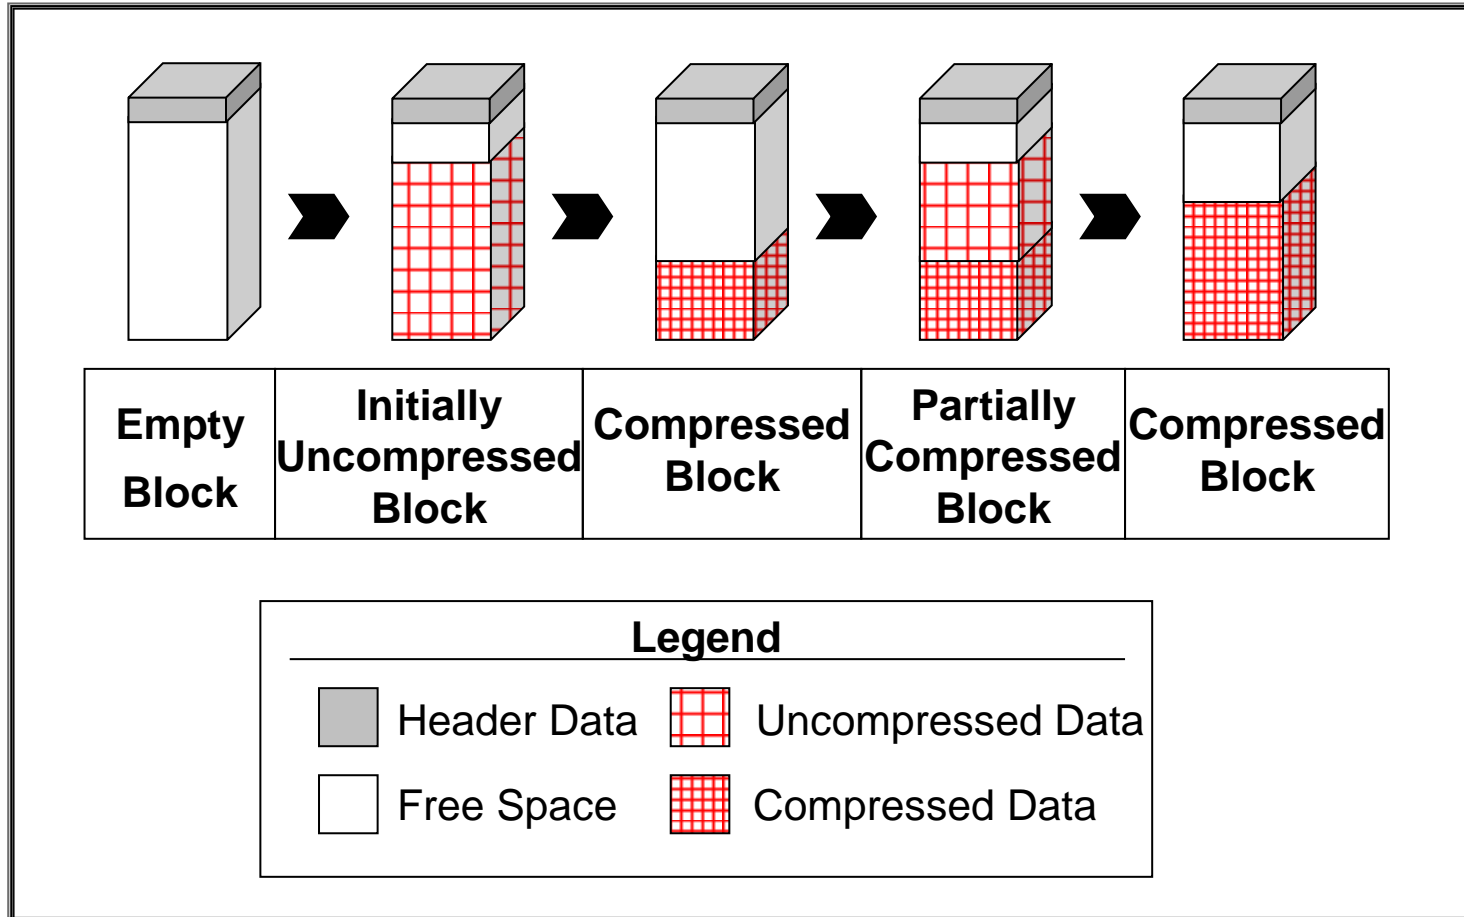 Empty
Block
Initially
Uncompressed
Block
Compressed
Block
Partially
Compressed
Block
Compressed
Block
Legend
Header Data
Uncompressed Data
Free Space
Compressed Data